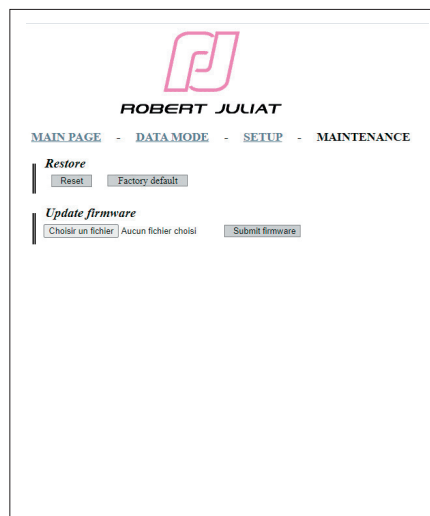 ROBERT JULIAT
MAIN PAGE - DATA MODE - SETUP - MAINTENANCE
Restore
Reset Factory default
Update firmware
Choisir un fichier Aucun fichier choisi Submit firmware